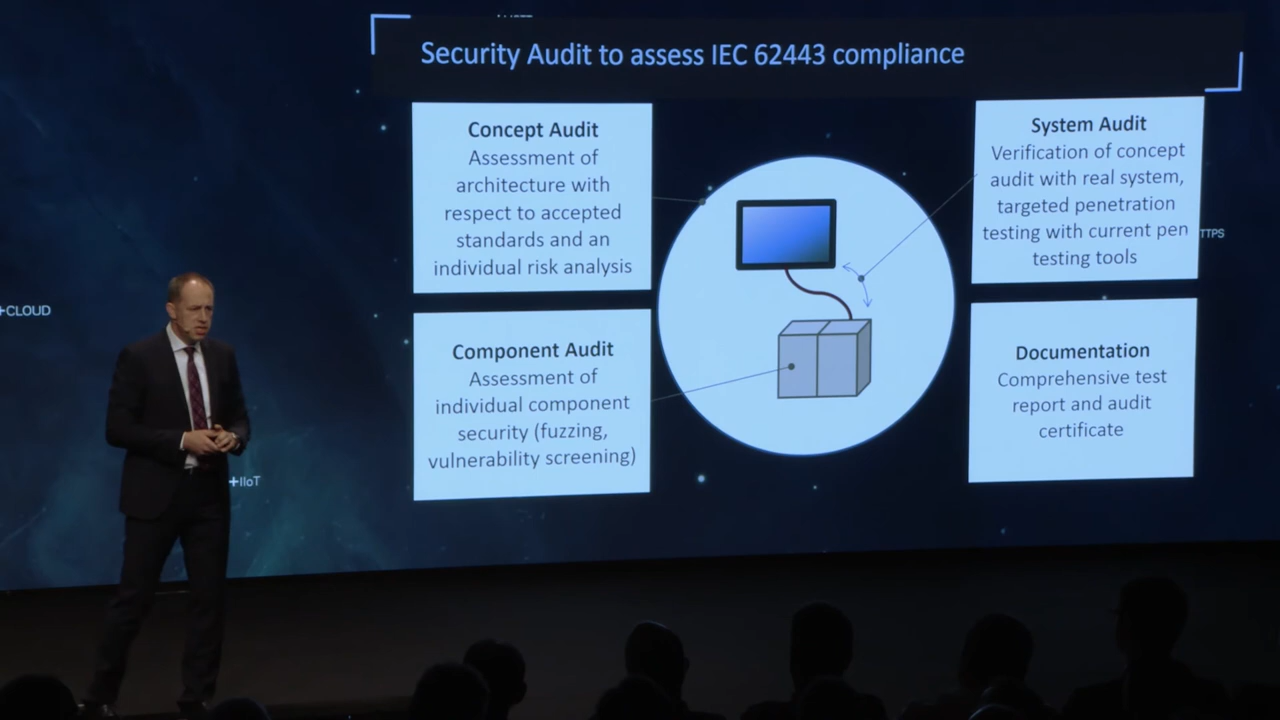 Security Audit to assess IEC 62443 compliance
Concept Audit
Assessment of
architecture with
respect to accepted
standards and an
individual risk analysis
System Audit
Verification of concept
audit with real system,
targeted penetration
testing with current pen
testing tools
Component Audit
Assessment of
individual component
security (fuzzing,
vulnerability screening)
Documentation
Comprehensive test
report and audit
certificate
+CLOUD
+IIoT
TTPS